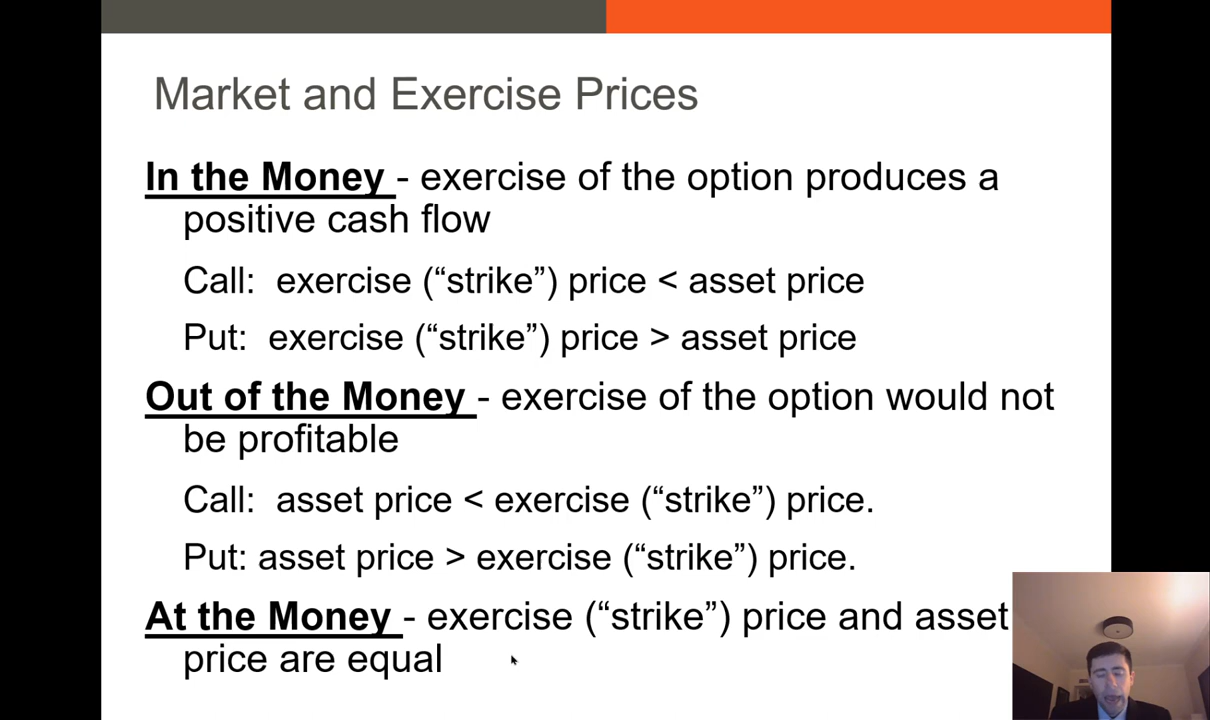 Market and Exercise Prices
In the Money - exercise of the option produces a
positive cash flow
Call:  exercise (“strike”) price < asset price
Put:  exercise (“strike”) price > asset price
Out of the Money - exercise of the option would not
be profitable
Call:  asset price < exercise (“strike”) price.
Put: asset price > exercise (“strike”) price.
At the Money - exercise (“strike”) price and asset
price are equal